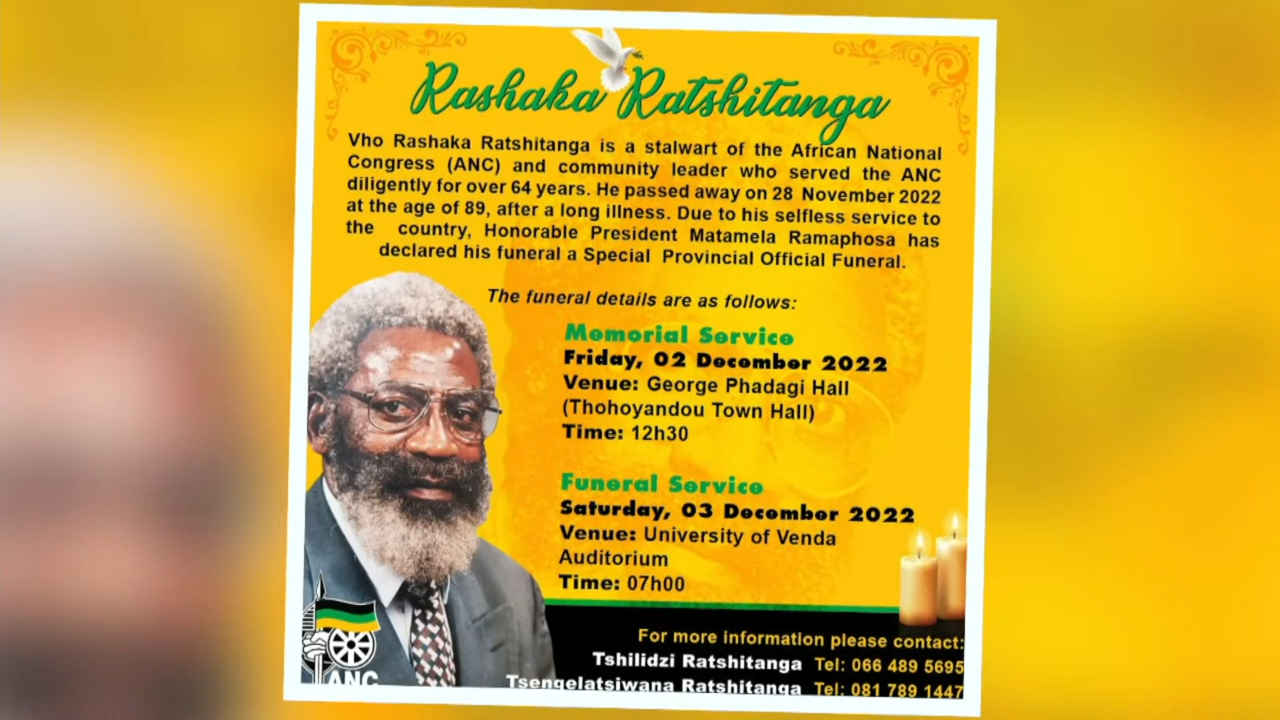 Rashaka Ratshitanga
Vho Rashaka Ratshitanga is a stalwart of the African National
Congress (ANC) and community leader who served the ANC
diligently for over 64 years. He passed away on 28 November 2022
at the age of 89, after a long illness. Due to his selfless service to
the country, Honorable President Matamela Ramaphosa has
declared his funeral a Special Provincial Official Funeral.
The funeral details are as follows:
Memorial Service
Friday, 02 December 2022
Venue: George Phadagi Hall
(Thohoyandou Town Hall)
Time: 12h30
Funeral Service
Saturday, 03 December 2022
Venue: University of Venda
Auditorium
Time: 07h00
For more information please contact:
Tshilidzi Ratshitanga Tel: 066 489 5695
Tsengelatsiwana Ratshitanga Tel: 081 789 1447
ANC